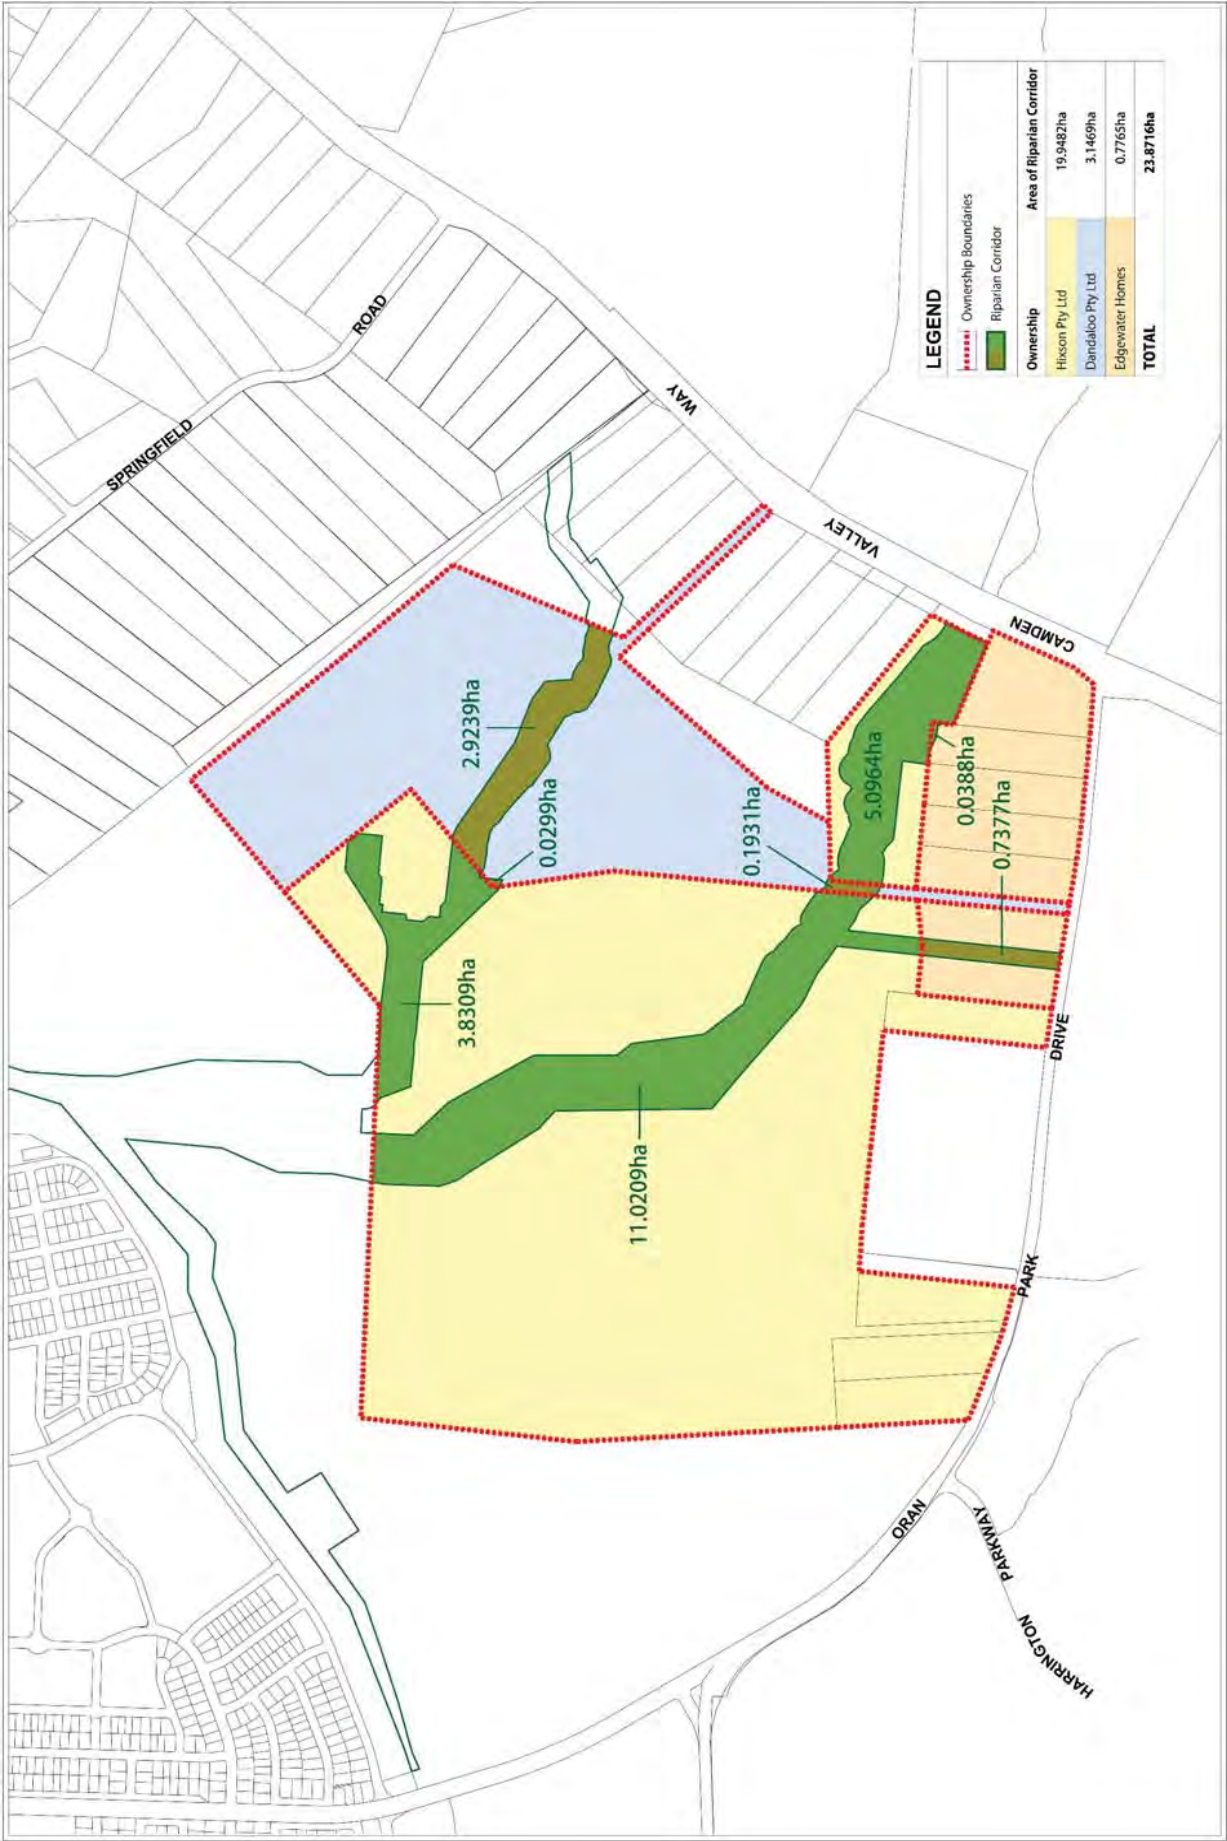 SPRINGFIELD
ROAD
WAY
VALLEY
CAMDEN
2.9239ha
0.0299ha
0.1931ha
5.0964ha
0.0388ha
0.7377ha
3.8309ha
11.0209ha
DRIVE
PARK
ORAN
HARRINGTON PARKWAY
LEGEND
Ownership Boundaries
Riparian Corridor
Ownership Area of Riparian Corridor
Hixson Pty Ltd 19.9482ha
Dandaloo Pty Ltd 3.1469ha
Edgewater Homes 0.7765ha
TOTAL 23.8716ha